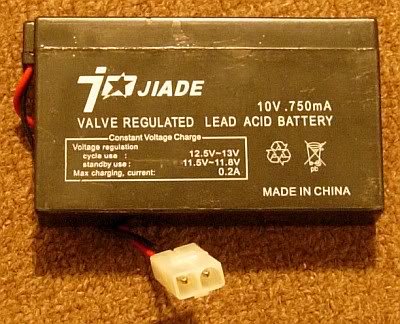 JIADE
10V .750mA
VALVE REGULATED LEAD ACID BATTERY
Constant Voltage Charge
Voltage regulation
cycle use : 12.5V~13V
standby use : 11.5V~11.8V
Max charging, current: 0.2A
pb
MADE IN CHINA